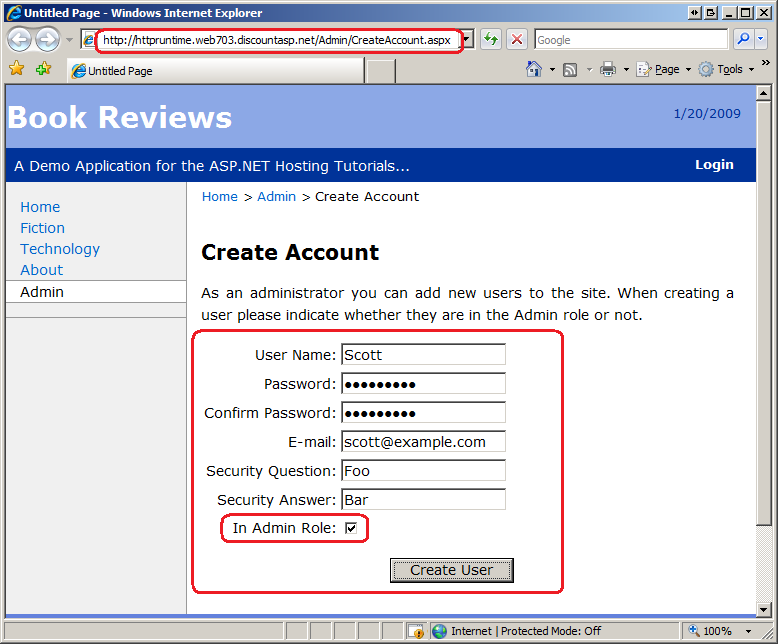 Untitled Page - Windows Internet Explorer
http://httpruntime.web703.discountasp.net/Admin/CreateAccount.aspx
Google
Untitled Page
Page
Tools
Book Reviews
1/20/2009
A Demo Application for the ASP.NET Hosting Tutorials...
Login
Home
Fiction
Technology
About
Admin
Home > Admin > Create Account
Create Account
As an administrator you can add new users to the site. When creating a
user please indicate whether they are in the Admin role or not.
User Name: Scott
Password: ●●●●●●●●●
Confirm Password: ●●●●●●●●●
E-mail: scott@example.com
Security Question: Foo
Security Answer: Bar
In Admin Role:
Create User
Internet | Protected Mode: Off
100%